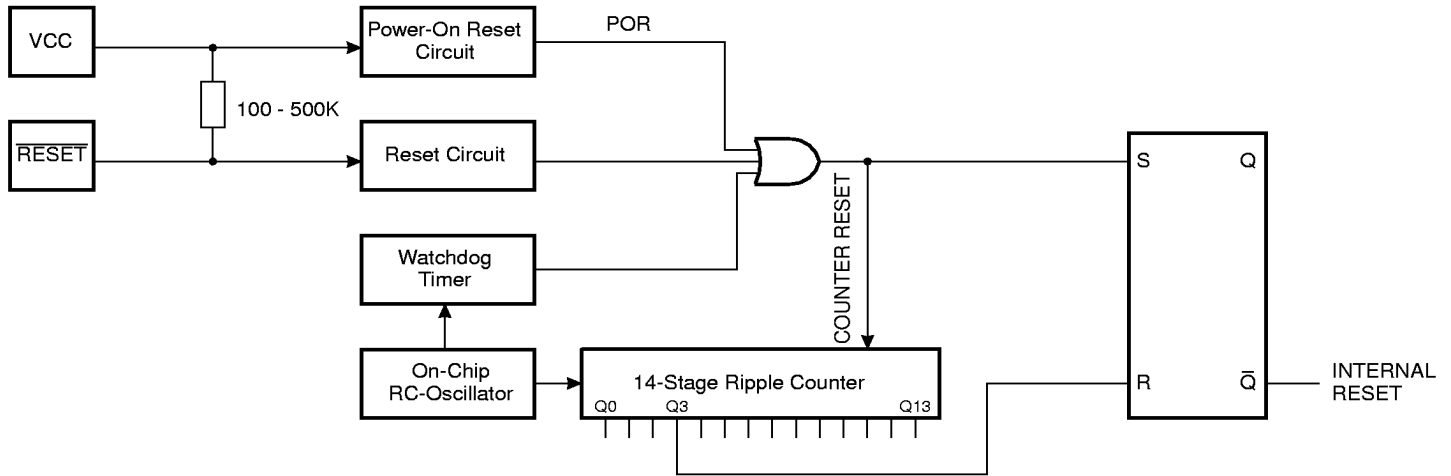 VCC
Power-On Reset
Circuit
POR
100 - 500K
RESET
Reset Circuit
S
Q
COUNTER RESET
Watchdog
Timer
On-Chip
RC-Oscillator
14-Stage Ripple Counter
Q0
Q3
Q13
R
Q̅
INTERNAL
RESET